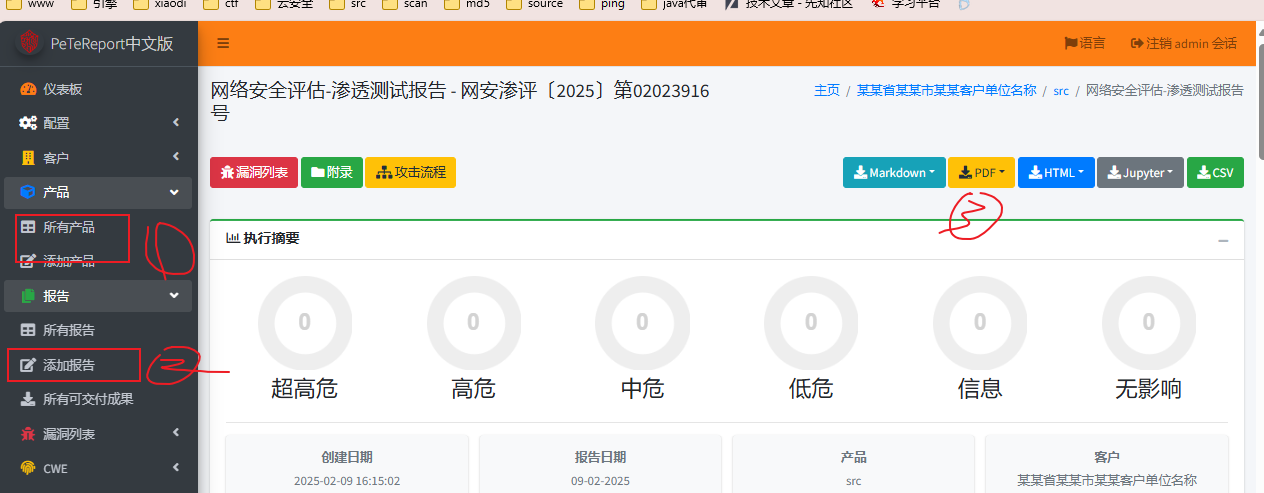 www 引擎 xiaodi ctf 云安全 src scan md5 source ping java代审 技术文章 - 先知社区 学习平台
PeTeReport中文版
语言 注销 admin 会话
仪表板
配置
客户
产品
所有产品
添加产品
报告
所有报告
添加报告
所有可交付成果
漏洞列表
CWE
网络安全评估-渗透测试报告 - 网安渗评〔2025〕第02023916
号
主页 / 某某省某某市某某客户单位名称 / src / 网络安全评估-渗透测试报告
漏洞列表 附录 攻击流程
Markdown PDF HTML Jupyter CSV
执行摘要
0 0 0 0 0 0
超高危 高危 中危 低危 信息 无影响
创建日期 报告日期 产品 客户
2025-02-09 16:15:02 09-02-2025 src 某某省某某市某某客户单位名称